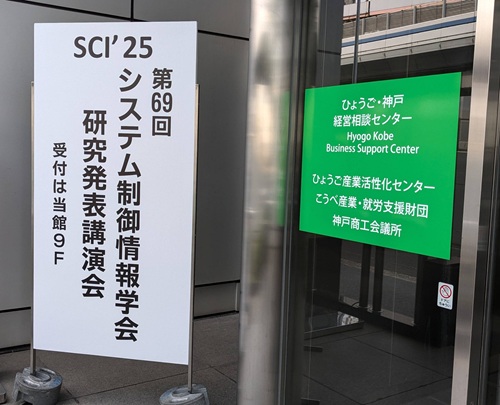 SCI'25
第69回
システム制御情報学会
研究発表講演会
受付は当館9F
ひょうご・神戸
経営相談センター
Hyogo Kobe
Business Support Center
ひょうご産業活性化センター
こうべ産業・就労支援財団
神戸商工会議所